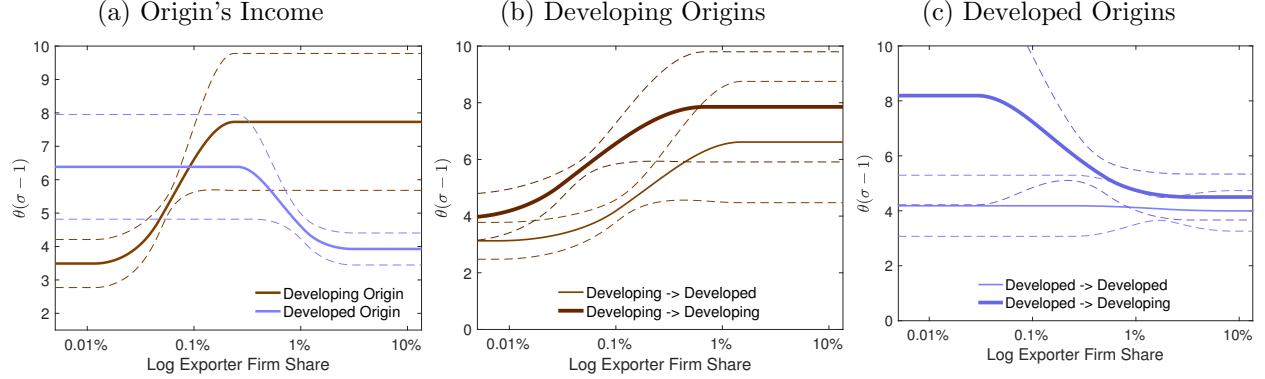 (a) Origin's Income
10
9
8
7
6
5
4
3
2
θ(σ − 1)
0.01%
0.1%
1%
10%
Log Exporter Firm Share
Developing Origin
Developed Origin
(b) Developing Origins
10
8
6
4
2
0
θ(σ − 1)
0.01%
0.1%
1%
10%
Log Exporter Firm Share
Developing -> Developed
Developing -> Developing
(c) Developed Origins
10
8
6
4
2
0
θ(σ − 1)
0.01%
0.1%
1%
10%
Log Exporter Firm Share
Developed -> Developed
Developed -> Developing